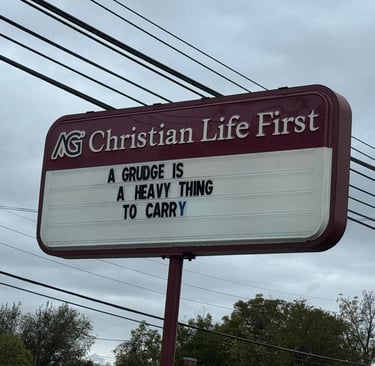 AG Christian Life First
A GRUDGE IS
A HEAVY THING
TO CARRY